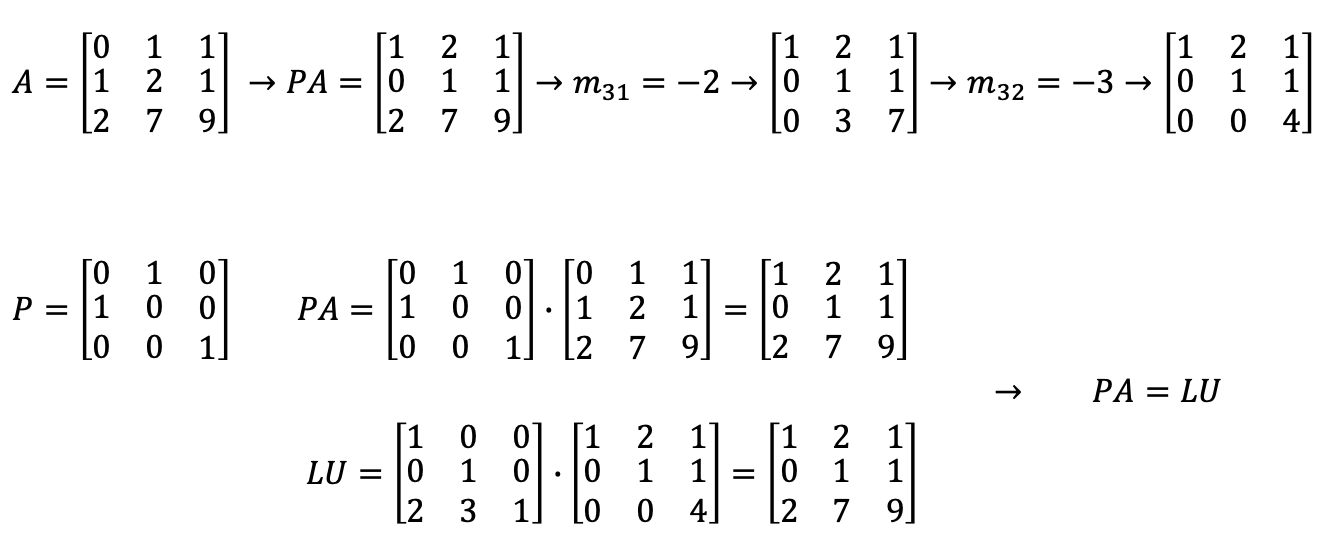 A = [0 1 1; 1 2 1; 2 7 9] → PA = [1 2 1; 0 1 1; 2 7 9] → m₃₁ = −2 → [1 2 1; 0 1 1; 0 3 7] → m₃₂ = −3 → [1 2 1; 0 1 1; 0 0 4]
P = [0 1 0; 1 0 0; 0 0 1] PA = [0 1 0; 1 0 0; 0 0 1] · [0 1 1; 1 2 1; 2 7 9] = [1 2 1; 0 1 1; 2 7 9]
→ PA = LU
LU = [1 0 0; 0 1 0; 2 3 1] · [1 2 1; 0 1 1; 0 0 4] = [1 2 1; 0 1 1; 2 7 9]